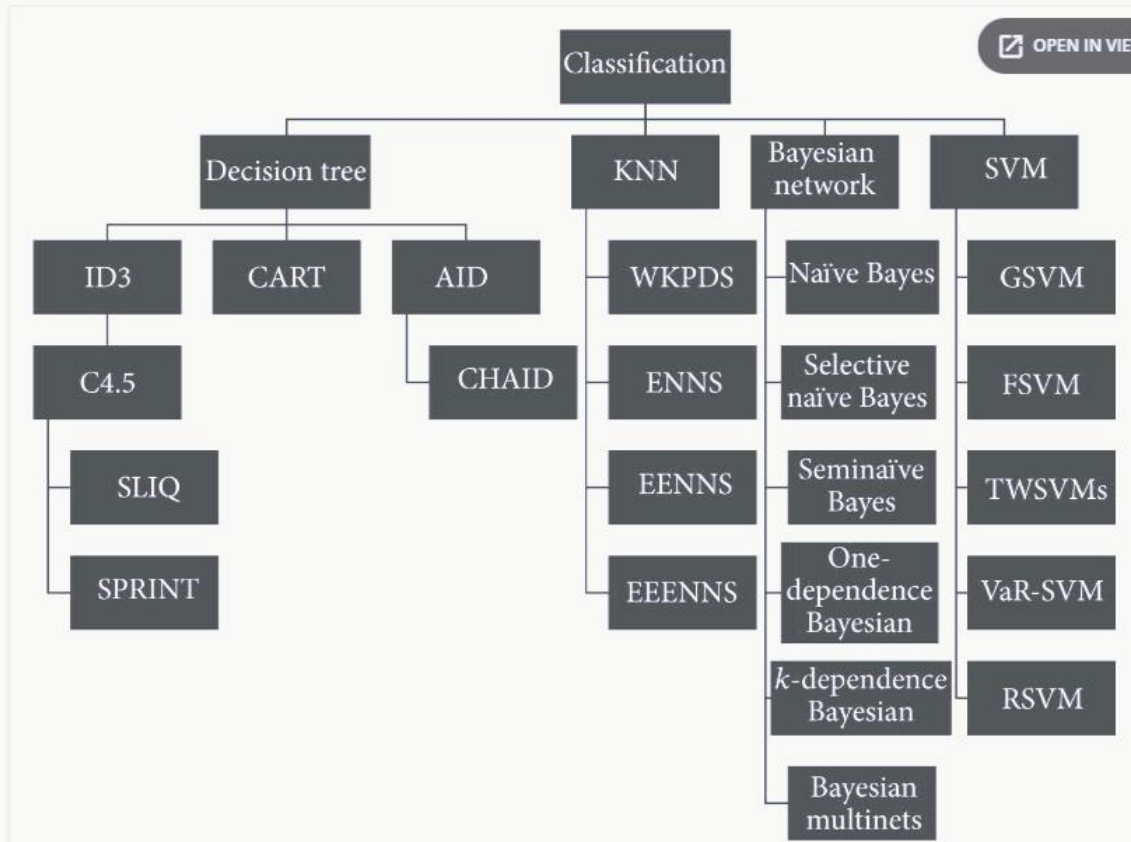 Classification
OPEN IN VIE
Decision tree
KNN
Bayesian
network
SVM
ID3
CART
AID
WKPDS
Naïve Bayes
GSVM
C4.5
CHAID
ENNS
Selective
naïve Bayes
FSVM
SLIQ
EENNS
Seminaïve
Bayes
TWSVMs
SPRINT
EEENNS
One-
dependence
Bayesian
VaR-SVM
k-dependence
Bayesian
RSVM
Bayesian
multinets